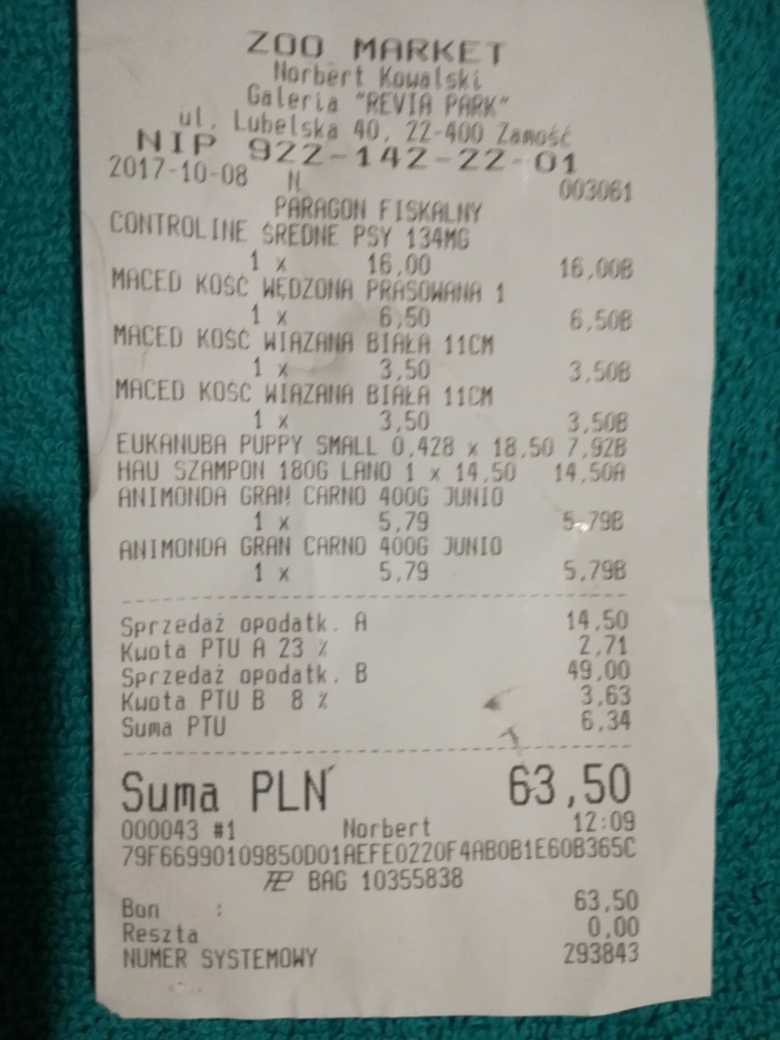 ZOO MARKET
Norbert Kowalski
Galeria "REVIA PARK"
ul. Lubelska 40, 22-400 Zamość
NIP 922-142-22-01
2017-10-08 N 003061
PARAGON FISKALNY
CONTROLINE ŚREDNE PSY 134MG
1 x 16,00 16,00B
MACED KOŚĆ WĘDZONA PRASOWANA 1
1 x 6,50 6,50B
MACED KOŚĆ WIĄZANA BIAŁA 11CM
1 x 3,50 3,50B
MACED KOŚĆ WIĄZANA BIAŁA 11CM
1 x 3,50 3,50B
EUKANUBA PUPPY SMALL 0,428 x 18,50 7,92B
HAU SZAMPON 180G LANO 1 x 14,50 14,50A
ANIMONDA GRAN CARNO 400G JUNIO
1 x 5,79 5,79B
ANIMONDA GRAN CARNO 400G JUNIO
1 x 5,79 5,79B
Sprzedaż opodatk. A 14,50
Kwota PTU A 23 % 2,71
Sprzedaż opodatk. B 49,00
Kwota PTU B 8 % 3,63
Suma PTU 6,34
Suma PLN 63,50
000043 #1 Norbert 12:09
79F66990109850D01AEFE0220F4AB0B1E60B365C
BAG 10355838
Bon : 63,50
Reszta 0,00
NUMER SYSTEMOWY 293843